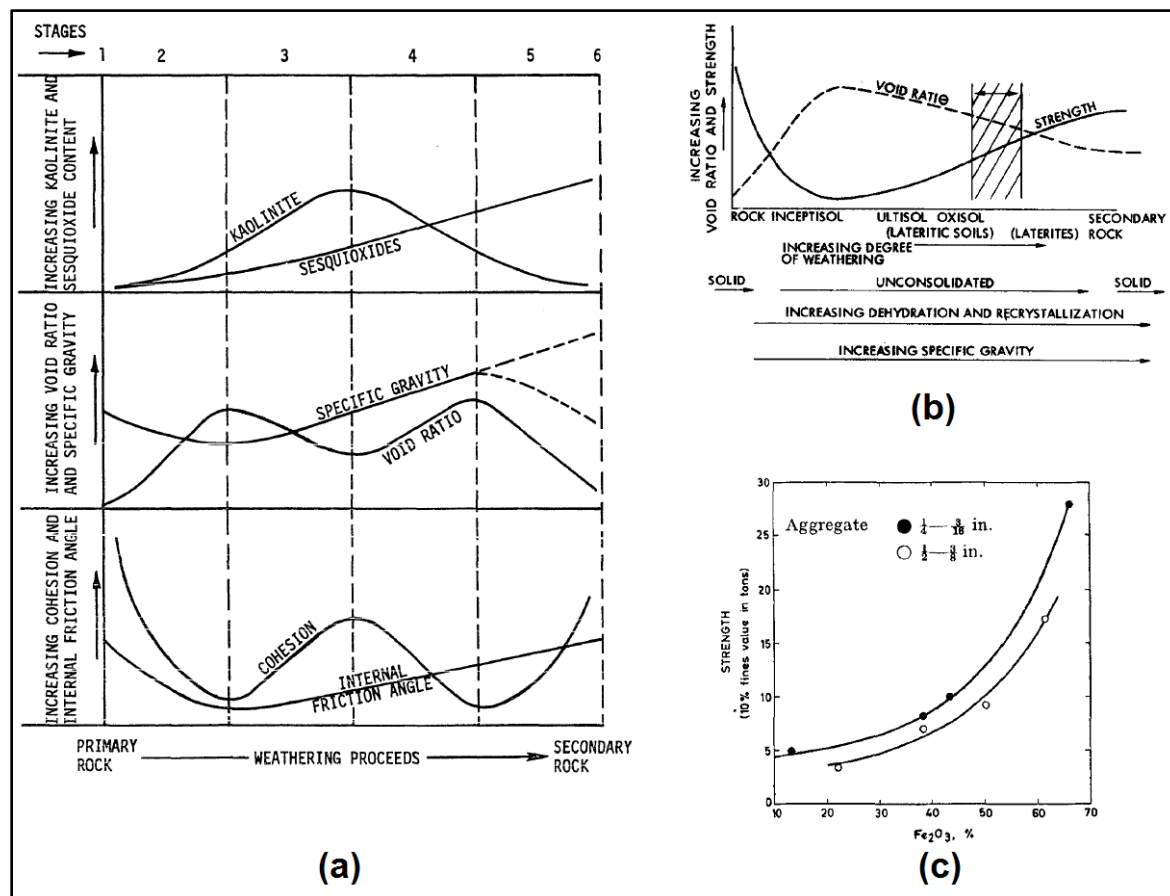 STAGES
1 2 3 4 5 6
INCREASING KAOLINITE AND
SESQUIOXIDE CONTENT
KAOLINITE
SESQUIOXIDES
INCREASING VOID RATIO
AND SPECIFIC GRAVITY
SPECIFIC GRAVITY
VOID RATIO
INCREASING COHESION AND
INTERNAL FRICTION ANGLE
COHESION
INTERNAL
FRICTION ANGLE
PRIMARY
ROCK
WEATHERING PROCEEDS
SECONDARY
ROCK
(a)
INCREASING
VOID RATIO AND STRENGTH
VOID RATIO
STRENGTH
ROCK INCEPTISOL ULTISOL OXISOL SECONDARY
(LATERITIC SOILS) (LATERITES) ROCK
INCREASING DEGREE
OF WEATHERING
SOLID UNCONSOLIDATED SOLID
INCREASING DEHYDRATION AND RECRYSTALLIZATION
INCREASING SPECIFIC GRAVITY
(b)
30
25
20
15
10
5
0
STRENGTH
(10% fines value in tons)
Aggregate ● 1/4 — 3/16 in.
○ 1/2 — 3/8 in.
10 20 30 40 50 60 70
Fe₂O₃, %
(c)